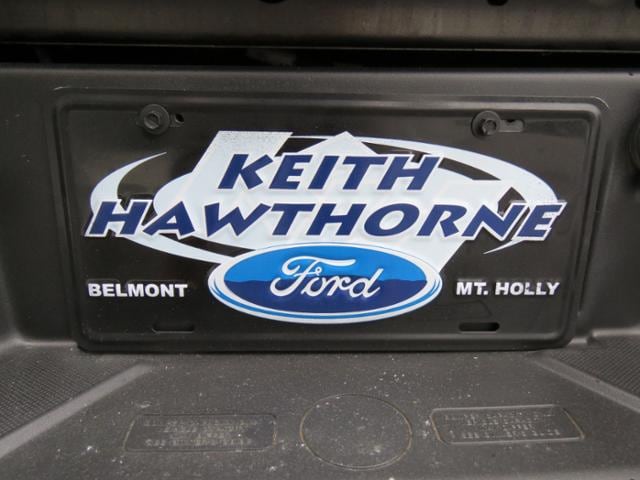 KEITH
HAWTHORNE
Ford
BELMONT
MT. HOLLY